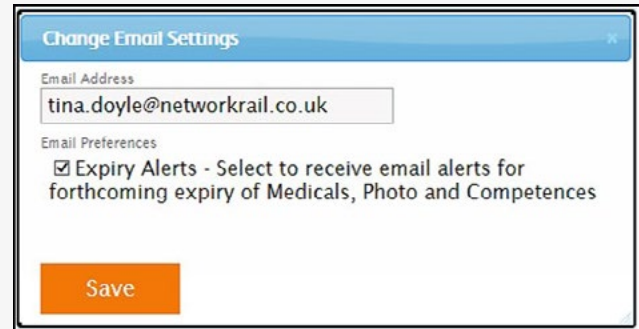 Change Email Settings
Email Address
tina.doyle@networkrail.co.uk
Email Preferences
☑ Expiry Alerts - Select to receive email alerts for
forthcoming expiry of Medicals, Photo and Competences
Save